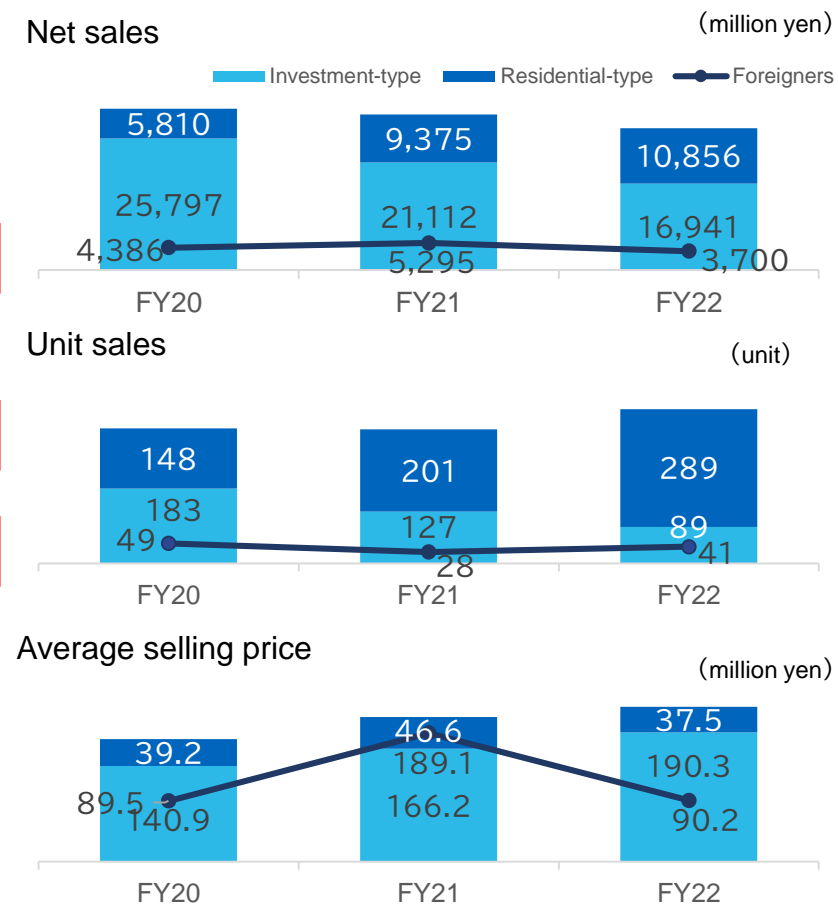 Net sales
（million yen）
Investment-type Residential-type Foreigners
5,810 9,375 10,856
25,797 21,112 16,941
4,386 5,295 3,700
FY20 FY21 FY22
Unit sales
（unit）
148 201 289
183 127 89
49 28 41
FY20 FY21 FY22
Average selling price
（million yen）
39.2 46.6 37.5
89.5 189.1 190.3
140.9 166.2 90.2
FY20 FY21 FY22